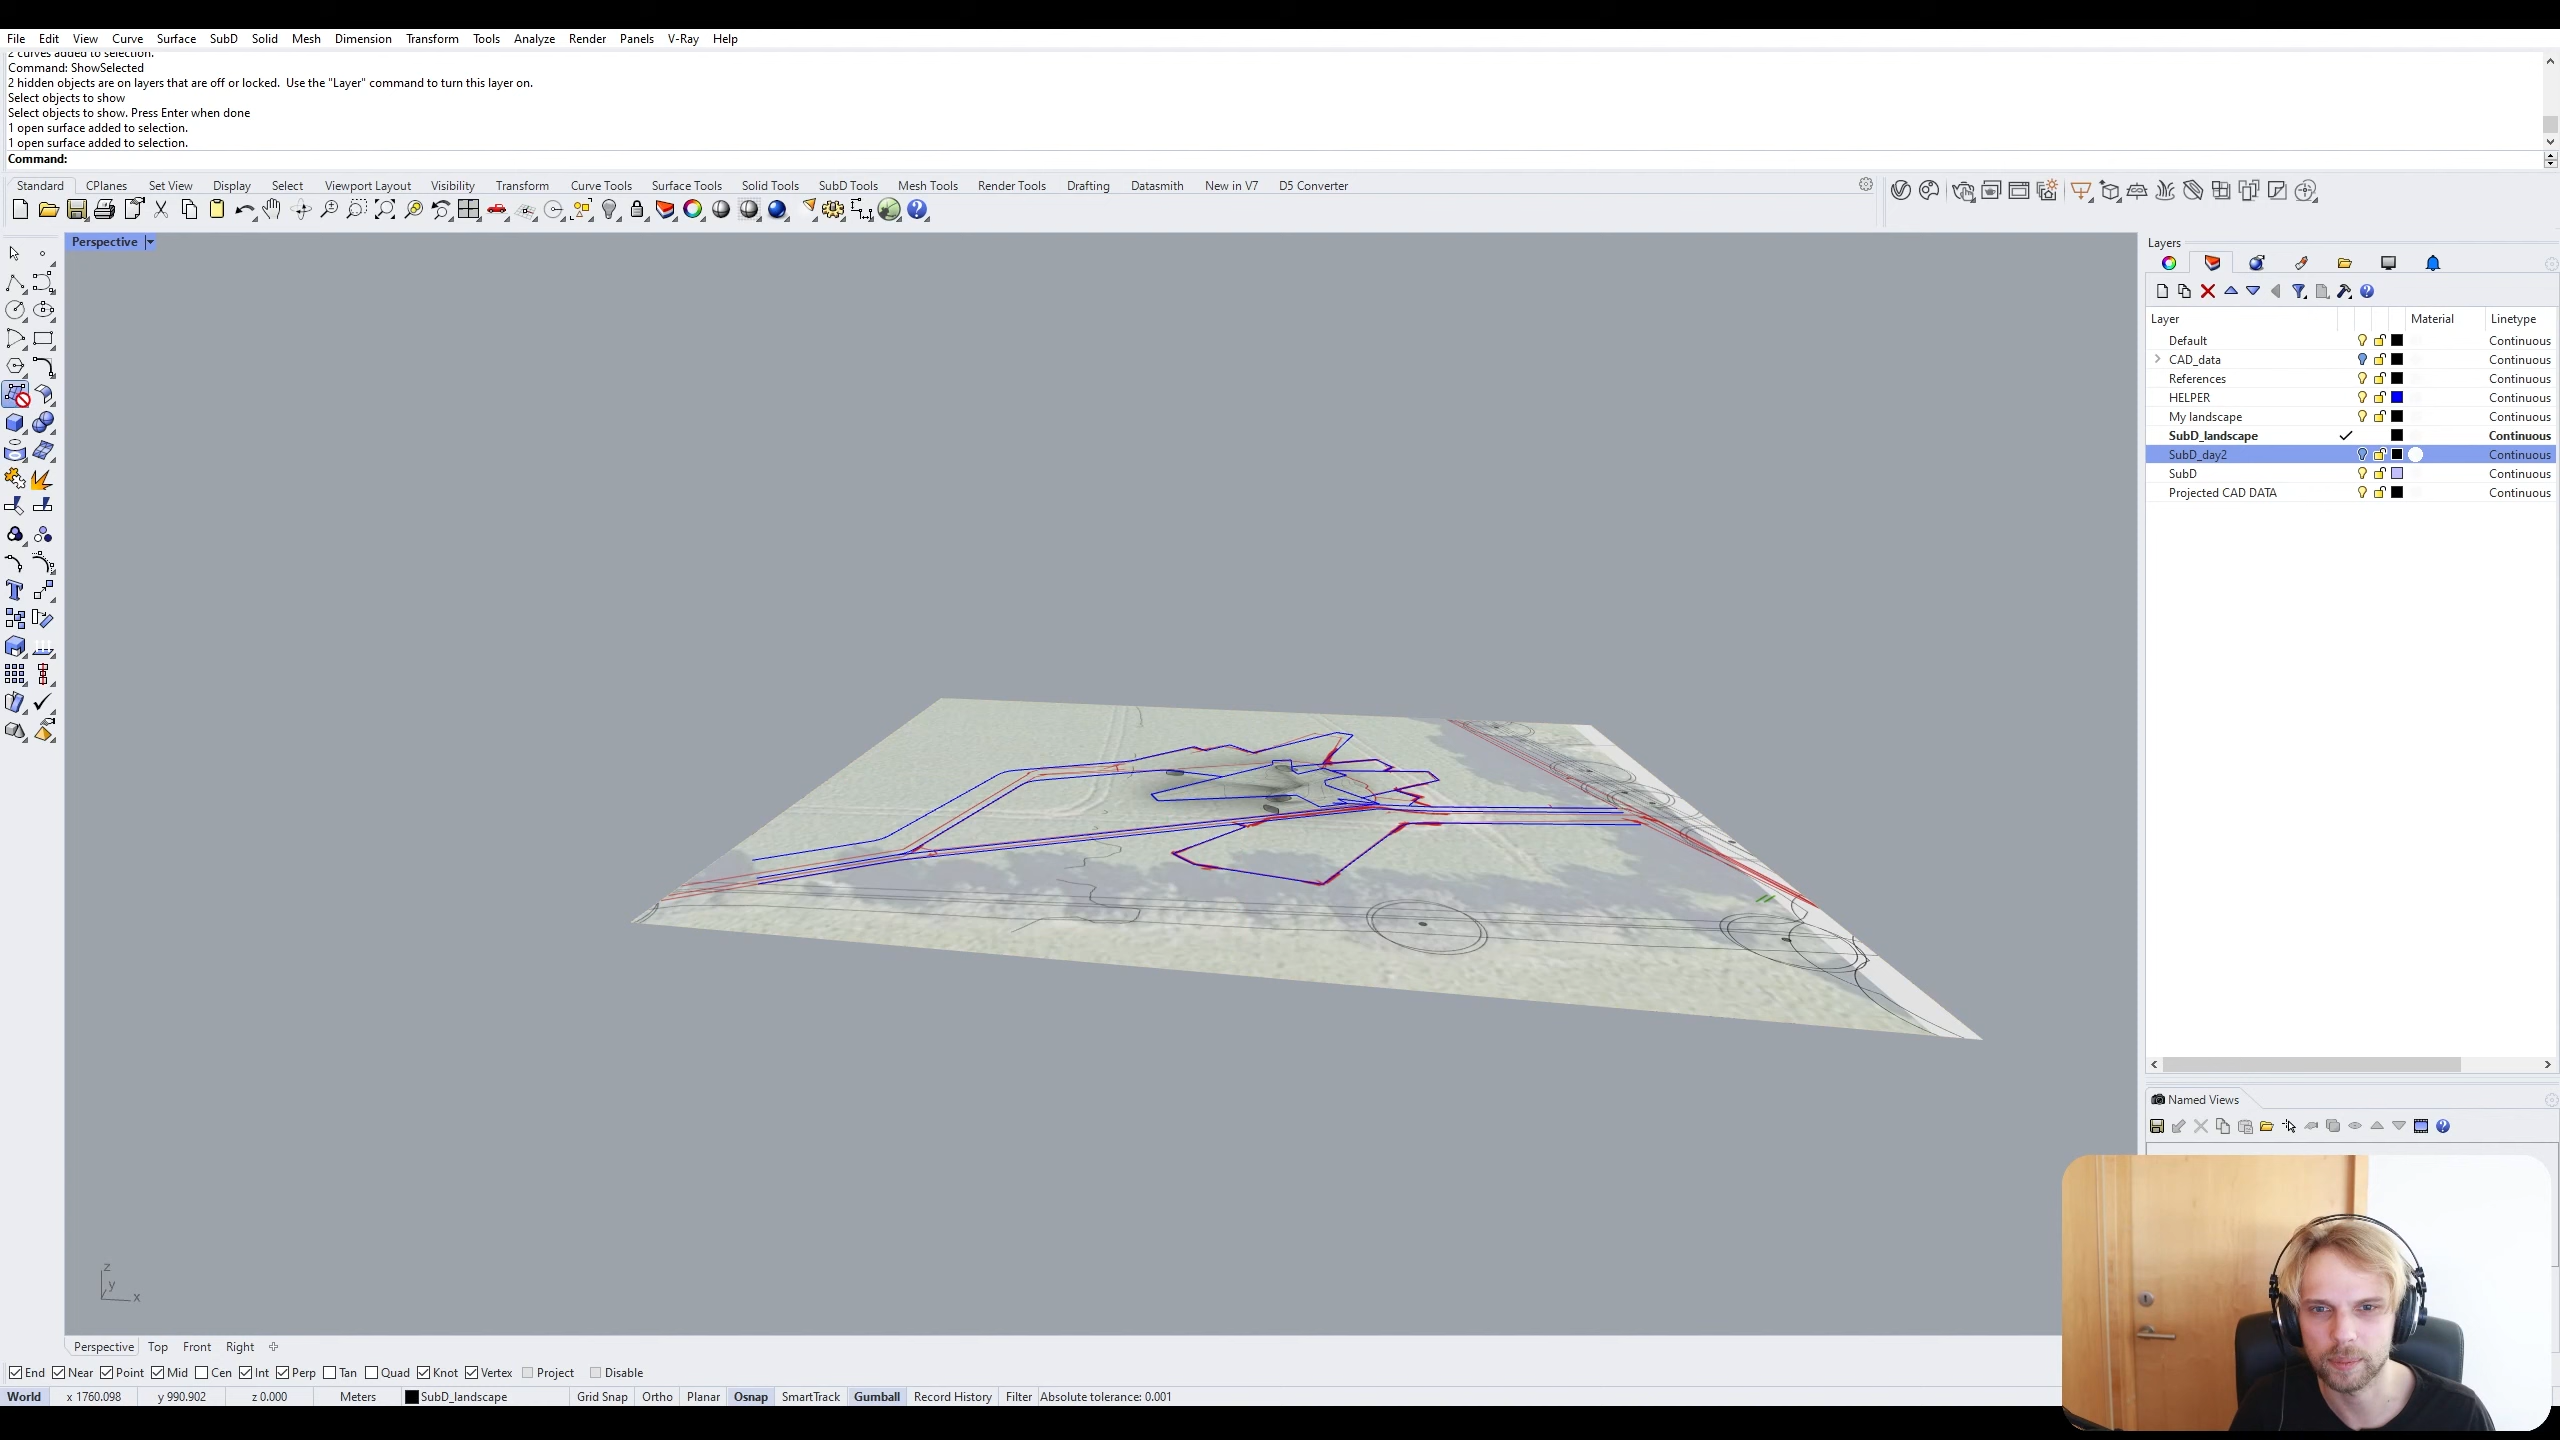 File Edit View Curve Surface SubD Solid Mesh Dimension Transform Tools Analyze Render Panels V-Ray Help
2 curves added to selection.
Command: ShowSelected
2 hidden objects are on layers that are off or locked.  Use the "Layer" command to turn this layer on.
Select objects to show
Select objects to show. Press Enter when done
1 open surface added to selection.
1 open surface added to selection.
Command:
Standard CPlanes Set View Display Select Viewport Layout Visibility Transform Curve Tools Surface Tools Solid Tools SubD Tools Mesh Tools Render Tools Drafting Datasmith New in V7 D5 Converter
Perspective
Layers
Layer Material Linetype
Default Continuous
CAD_data Continuous
References Continuous
HELPER Continuous
My landscape Continuous
SubD_landscape Continuous
SubD_day2 Continuous
SubD Continuous
Projected CAD DATA Continuous
Named Views
z
y
x
Perspective Top Front Right
End Near Point Mid Cen Int Perp Tan Quad Knot Vertex Project Disable
World x 1760.098 y 990.902 z 0.000 Meters SubD_landscape Grid Snap Ortho Planar Osnap SmartTrack Gumball Record History Filter Absolute tolerance: 0.001